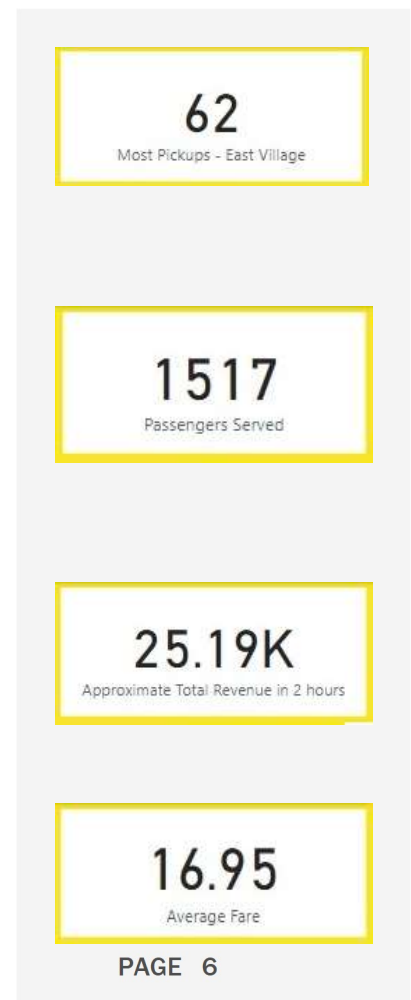 62
Most Pickups - East Village
1517
Passengers Served
25.19K
Approximate Total Revenue in 2 hours
16.95
Average Fare
PAGE 6